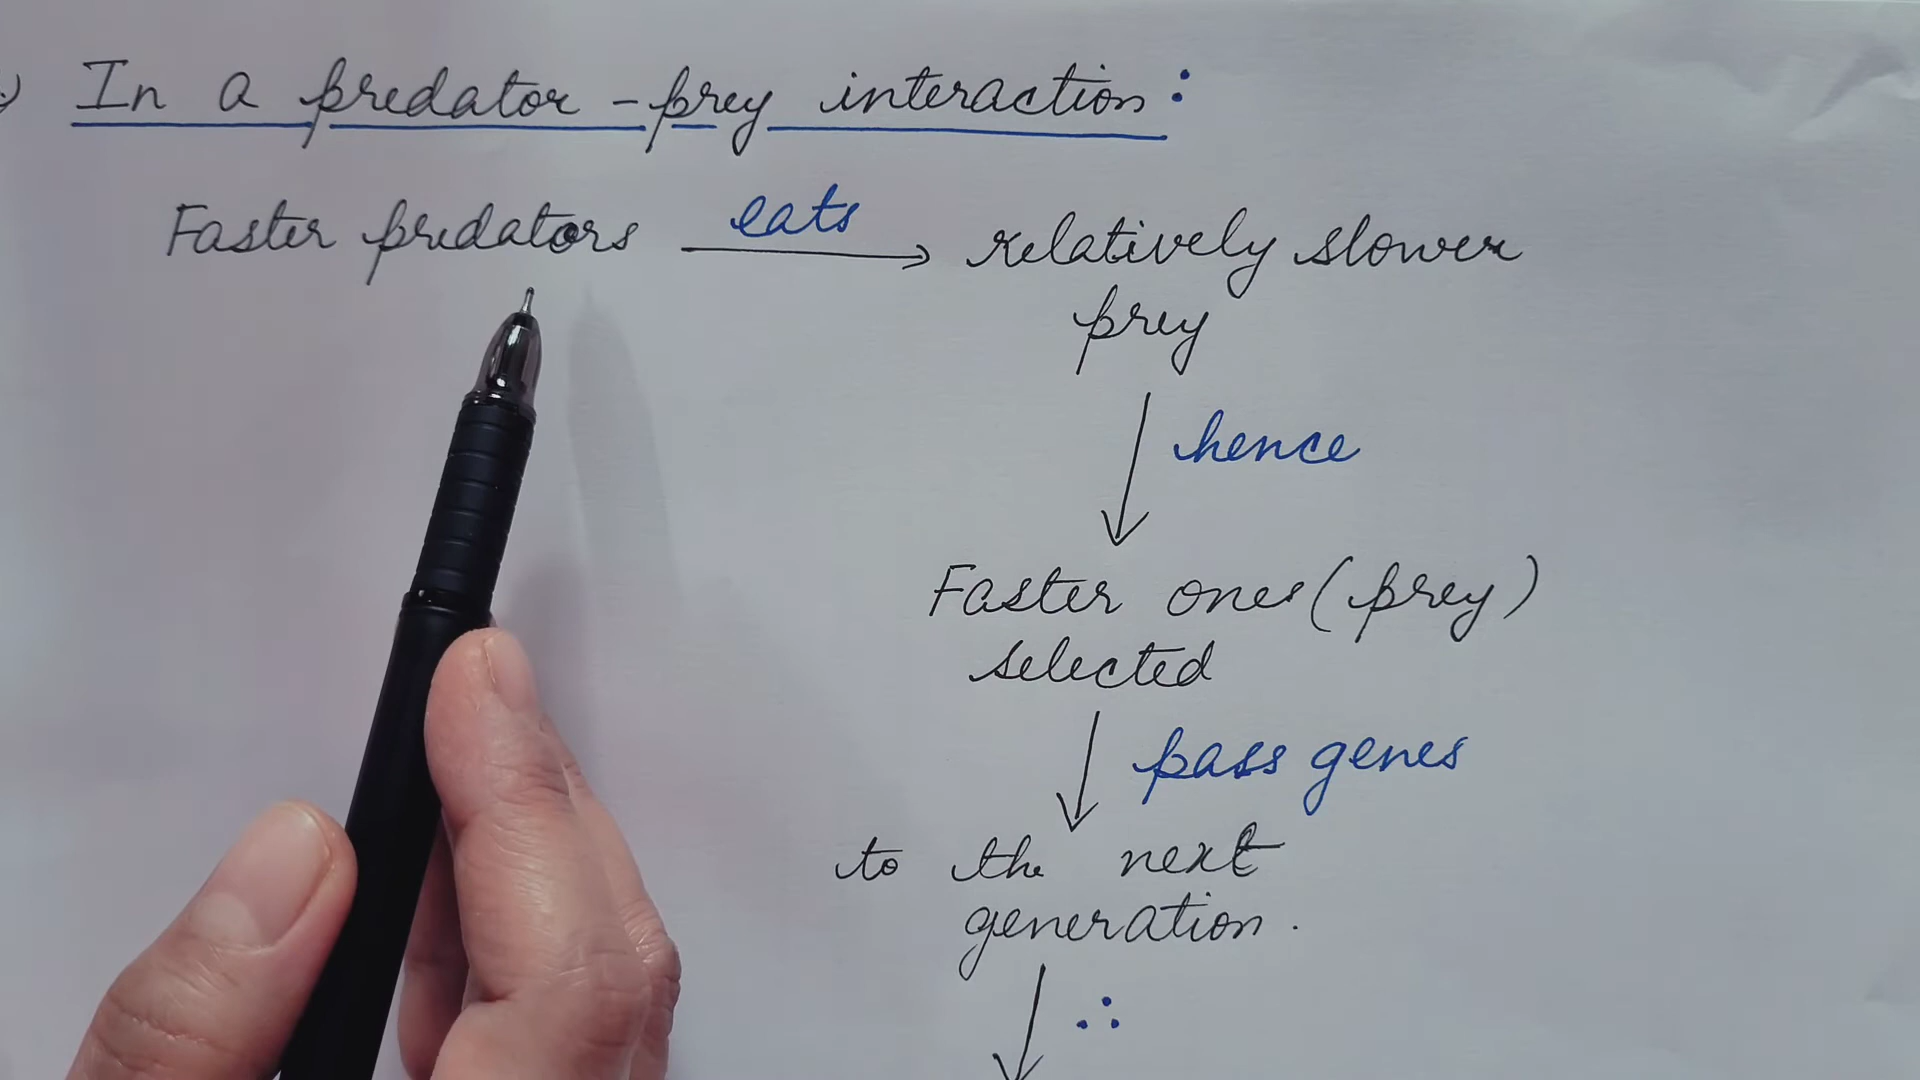 In a predator - prey interaction:
Faster predators eats relatively slower
prey
hence
Faster ones (prey)
selected
pass genes
to the next
generation.
∴